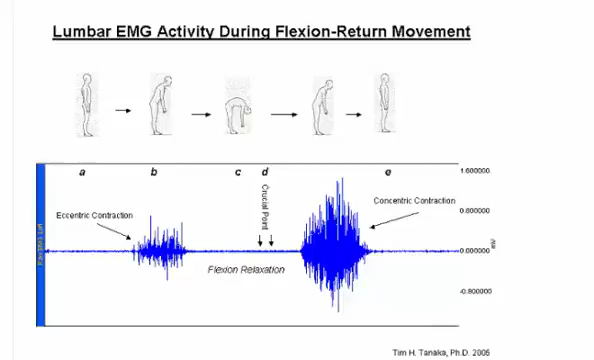 Lumbar EMG Activity During Flexion-Return Movement
a b c d e
1.600000
Eccentric Contraction
Crucial Point
Concentric Contraction
0.800000
0.000000 mV
Flexion Relaxation
-0.800000
Tim H. Tanaka, Ph.D. 2005